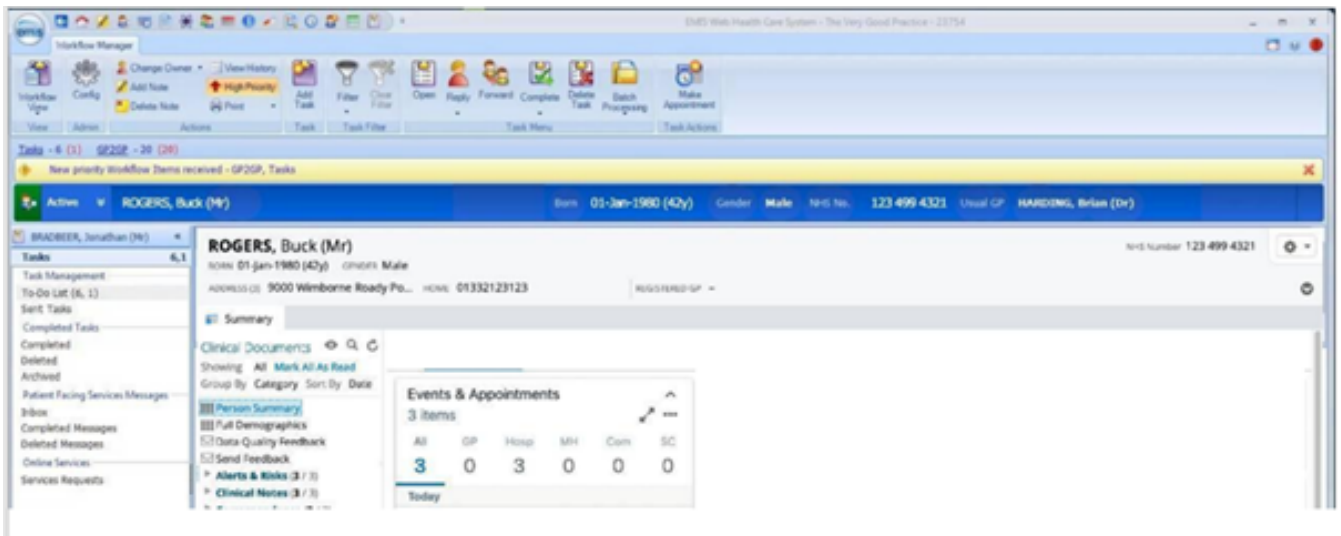 emis
EMIS Web Health Care System - The Very Good Practice - 23754
Workflow Manager
Workflow View
Config
Change Owner
Add Note
Delete Note
View History
High Priority
Print
Add Task
Filter
Clear Filter
Open
Reply
Forward
Complete
Delete Task
Batch Processing
Make Appointment
View
Admin
Actions
Task
Task Filter
Task Menu
Task Actions
Tasks - 6 (1) GP2GP - 20 (20)
New priority Workflow Items received - GP2GP, Tasks
Active ROGERS, Buck (Mr) Born 01-Jan-1980 (42y) Gender Male NHS No. 123 499 4321 Usual GP HARDING, Brian (Dr)
BRADBEER, Jonathan (Mr)
Tasks 6,1
Task Management
To-Do List (6, 1)
Sent Tasks
Completed Tasks
Completed
Deleted
Archived
Patient Facing Services Messages
Inbox
Completed Messages
Deleted Messages
Online Services
Services Requests
ROGERS, Buck (Mr) NHS Number 123 499 4321
BORN 01-Jan-1980 (42y) GENDER Male
ADDRESS (3) 9000 Wimborne Roady Po... HOME 01332123123 REGISTERED GP
Summary
Clinical Documents
Showing All Mark All As Read
Group By Category Sort By Date
Person Summary
Full Demographics
Data Quality Feedback
Send Feedback
Alerts & Risks (3 / 3)
Clinical Notes (3 / 3)
Events & Appointments
3 items
All GP Hosp MH Com SC
3 0 3 0 0 0
Today